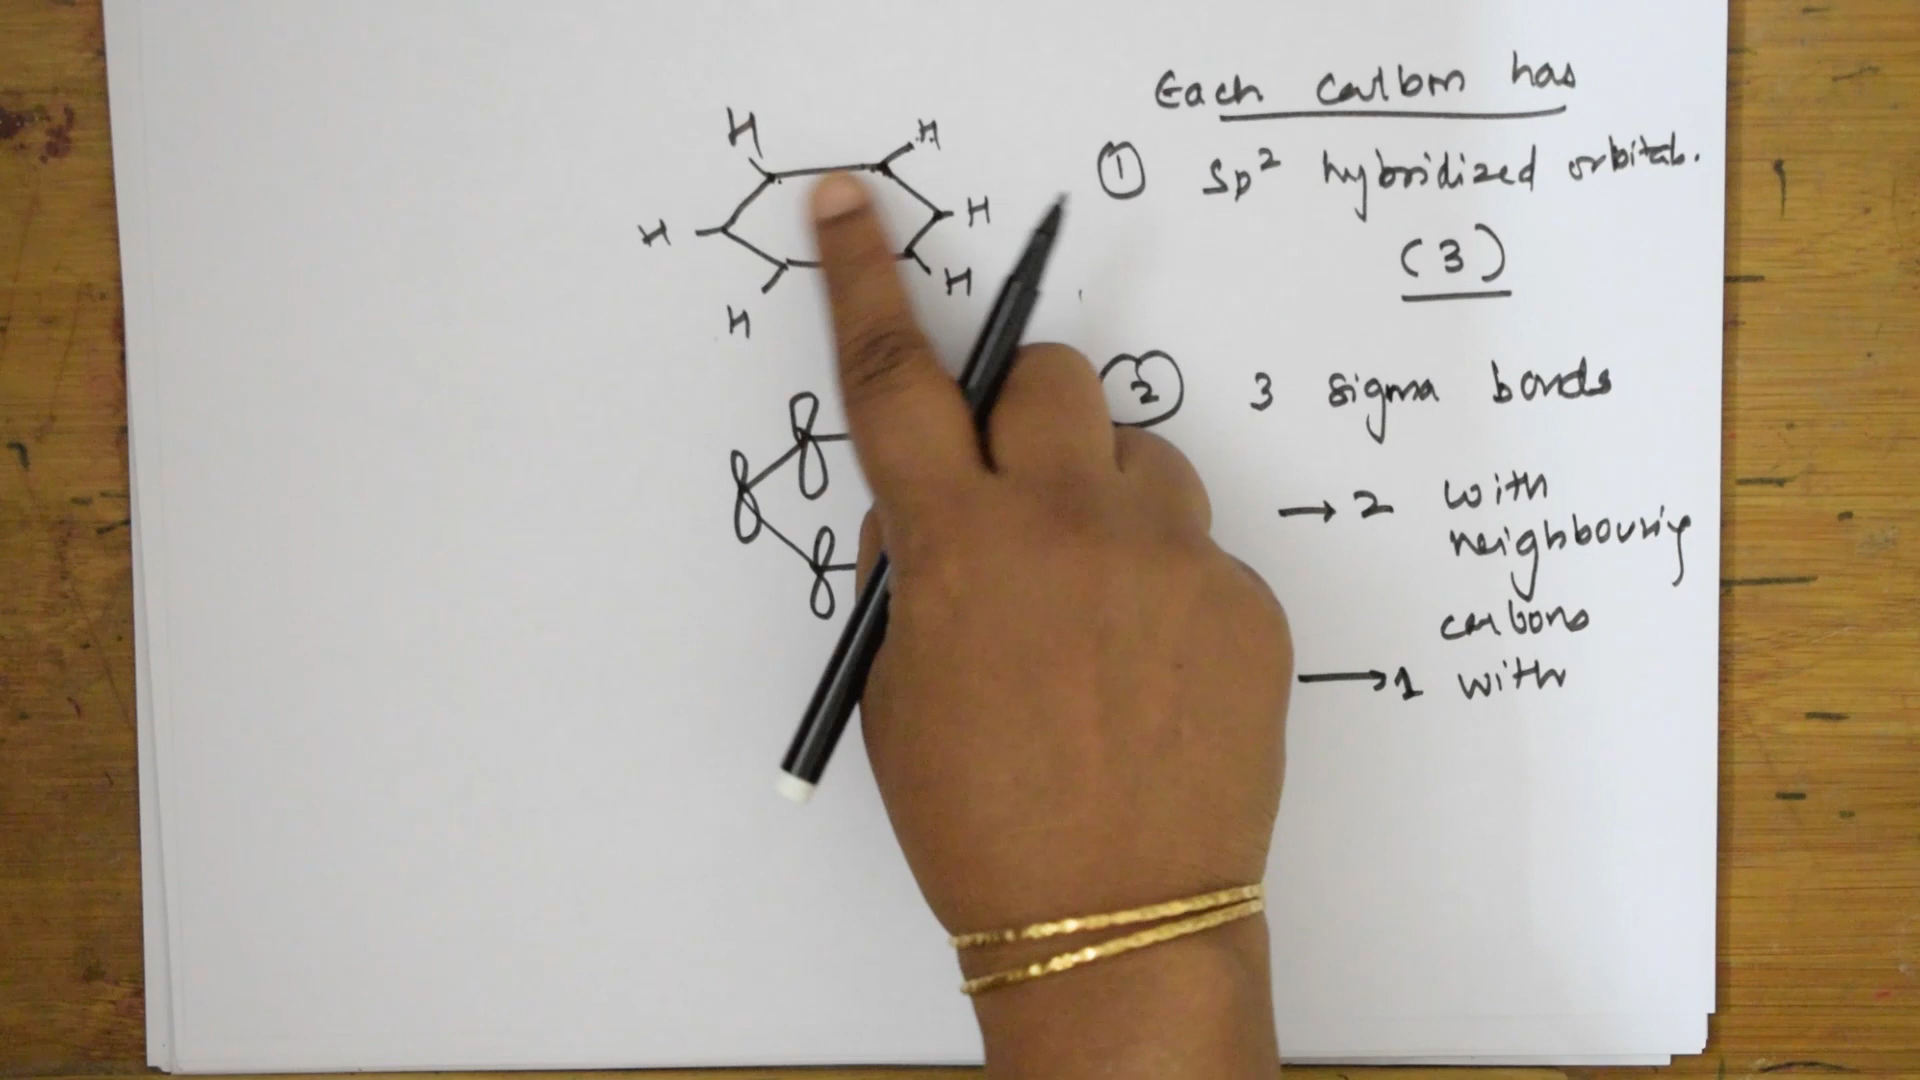 Each carbon has
① sp² hybridized orbitals.
(3)
② 3 sigma bonds
→ 2 with
neighbouring
carbons
→ 1 with
H
H
H
H
H
H